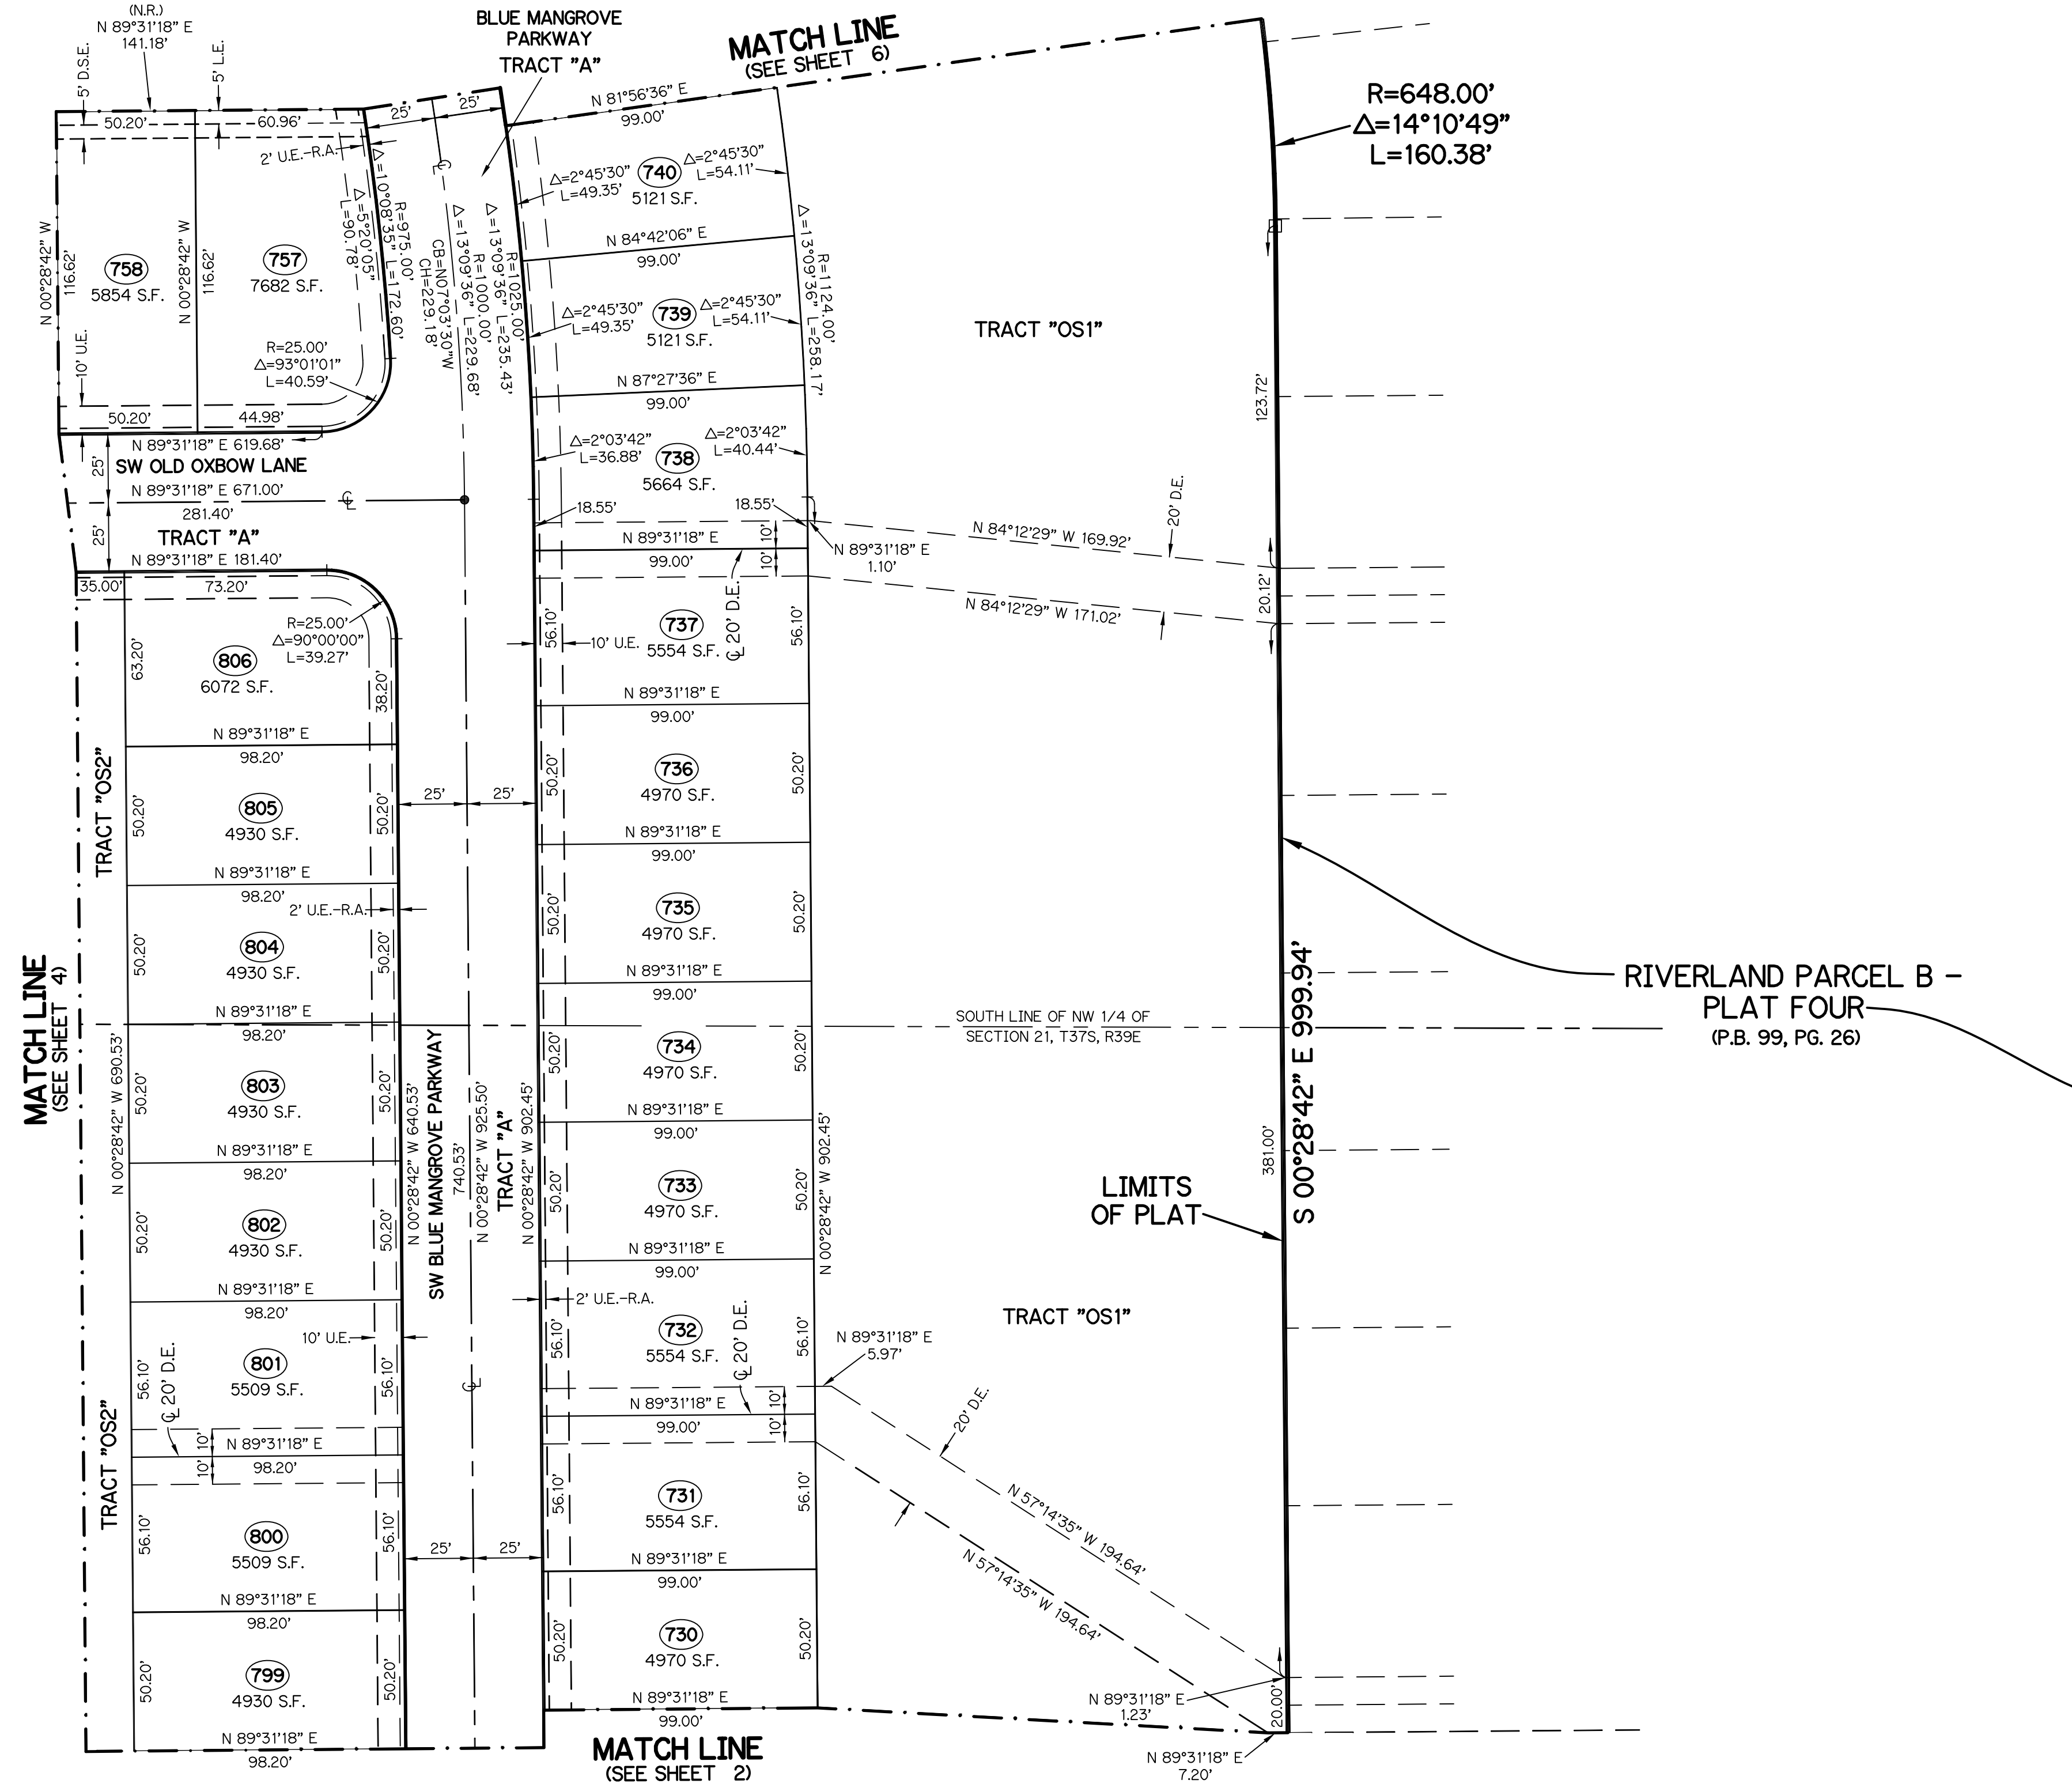 (N.R.)
N 89°31'18" E
141.18'
5' D.S.E.
5' L.E.
BLUE MANGROVE
PARKWAY
TRACT "A"
MATCH LINE
(SEE SHEET 6)
R=648.00'
Δ=14°10'49"
L=160.38'
50.20'
60.96'
2' U.E.-R.A.
25'
25'
N 81°56'36" E
99.00'
N 00°28'42" W
116.62'
758
5854 S.F.
N 00°28'42" W
116.62'
757
7682 S.F.
10' U.E.
R=25.00'
Δ=93°01'01"
L=40.59'
50.20'
44.98'
R=975.00'
Δ=10°08'35" L=172.60'
Δ=5°20'05"
L=90.78'
℄
CB=N07°03'30"W
CH=229.18'
R=1000.00'
Δ=13°09'36" L=229.68'
R=1025.00'
Δ=13°09'36" L=235.43'
Δ=2°45'30"
L=49.35'
740
5121 S.F.
Δ=2°45'30"
L=54.11'
N 84°42'06" E
99.00'
Δ=2°45'30"
L=49.35'
739
5121 S.F.
Δ=2°45'30"
L=54.11'
R=1124.00'
Δ=13°09'36" L=258.17'
N 87°27'36" E
99.00'
Δ=2°03'42"
L=36.88'
738
5664 S.F.
Δ=2°03'42"
L=40.44'
18.55'
18.55'
N 89°31'18" E
99.00'
10'
10'
℄ 20' D.E.
N 89°31'18" E
1.10'
TRACT "OS1"
123.72'
N 84°12'29" W 169.92'
20' D.E.
N 84°12'29" W 171.02'
20.12'
N 89°31'18" E 619.68'
25'
SW OLD OXBOW LANE
N 89°31'18" E 671.00'
℄
281.40'
25'
TRACT "A"
N 89°31'18" E 181.40'
35.00'
73.20'
R=25.00'
Δ=90°00'00"
L=39.27'
63.20'
806
6072 S.F.
38.20'
N 89°31'18" E
98.20'
TRACT "OS2"
50.20'
805
4930 S.F.
50.20'
N 89°31'18" E
98.20'
2' U.E.-R.A.
50.20'
804
4930 S.F.
50.20'
98.20'
MATCH LINE
(SEE SHEET 4)
N 00°28'42" W 690.53'
50.20'
803
4930 S.F.
50.20'
N 89°31'18" E
98.20'
50.20'
802
4930 S.F.
50.20'
N 89°31'18" E
98.20'
10' U.E.
56.10'
801
5509 S.F.
56.10'
℄ 20' D.E.
10'
10'
N 89°31'18" E
98.20'
TRACT "OS2"
56.10'
800
5509 S.F.
56.10'
N 89°31'18" E
98.20'
50.20'
799
4930 S.F.
50.20'
N 89°31'18" E
98.20'
25'
25'
N 00°28'42" W 640.53'
SW BLUE MANGROVE PARKWAY
740.53'
N 00°28'42" W 925.50'
TRACT "A"
N 00°28'42" W 902.45'
℄
25'
25'
56.10'
10' U.E.
737
5554 S.F.
56.10'
N 89°31'18" E
99.00'
50.20'
736
4970 S.F.
50.20'
N 89°31'18" E
99.00'
50.20'
735
4970 S.F.
50.20'
N 89°31'18" E
99.00'
50.20'
734
4970 S.F.
50.20'
N 89°31'18" E
99.00'
50.20'
733
4970 S.F.
50.20'
N 00°28'42" W 902.45'
N 89°31'18" E
99.00'
2' U.E.-R.A.
56.10'
732
5554 S.F.
56.10'
℄ 20' D.E.
N 89°31'18" E
5.97'
10'
10'
N 89°31'18" E
99.00'
56.10'
731
5554 S.F.
56.10'
N 89°31'18" E
99.00'
50.20'
730
4970 S.F.
50.20'
N 89°31'18" E
99.00'
MATCH LINE
(SEE SHEET 2)
SOUTH LINE OF NW 1/4 OF
SECTION 21, T37S, R39E
S 00°28'42" E 999.94'
RIVERLAND PARCEL B -
PLAT FOUR
(P.B. 99, PG. 26)
381.00'
LIMITS
OF PLAT
TRACT "OS1"
20' D.E.
N 57°14'35" W 194.64'
N 57°14'35" W 194.64'
N 89°31'18" E
1.23'
20.00'
N 89°31'18" E
7.20'